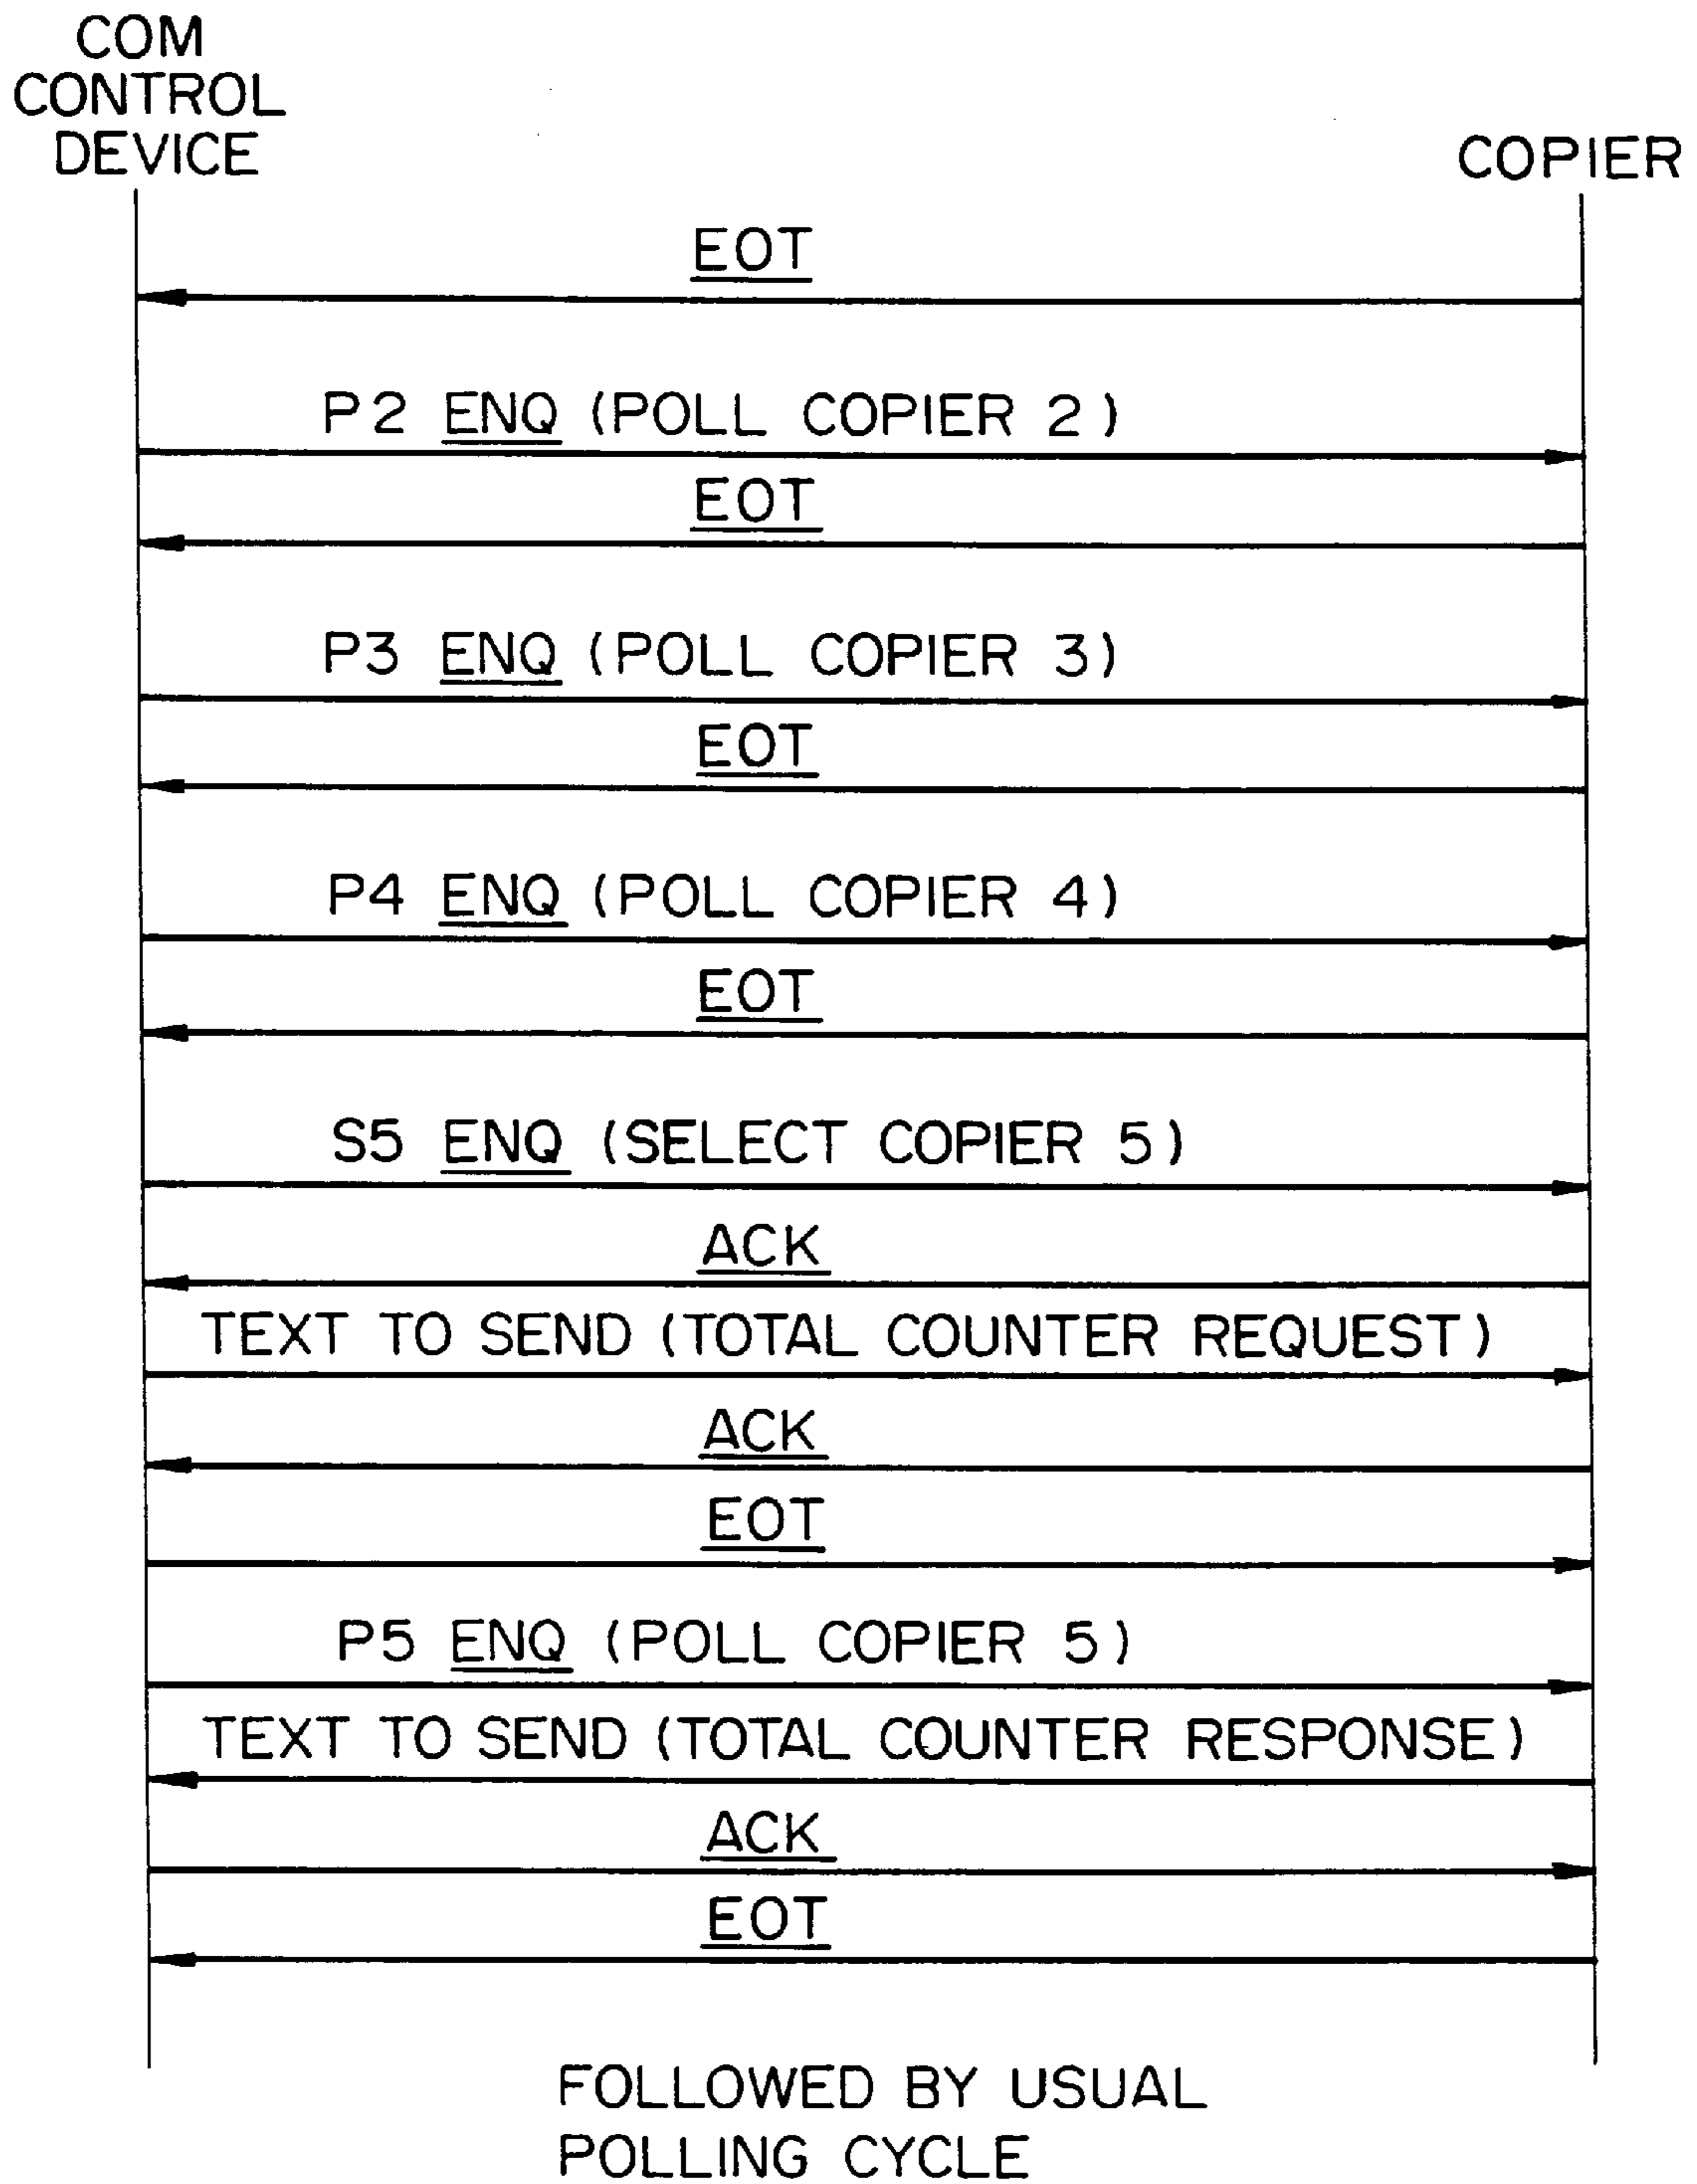 COM
CONTROL
DEVICE
COPIER
EOT
P2 ENQ (POLL COPIER 2)
EOT
P3 ENQ (POLL COPIER 3)
EOT
P4 ENQ (POLL COPIER 4)
EOT
S5 ENQ (SELECT COPIER 5)
ACK
TEXT TO SEND (TOTAL COUNTER REQUEST)
ACK
EOT
P5 ENQ (POLL COPIER 5)
TEXT TO SEND (TOTAL COUNTER RESPONSE)
ACK
EOT
FOLLOWED BY USUAL
POLLING CYCLE